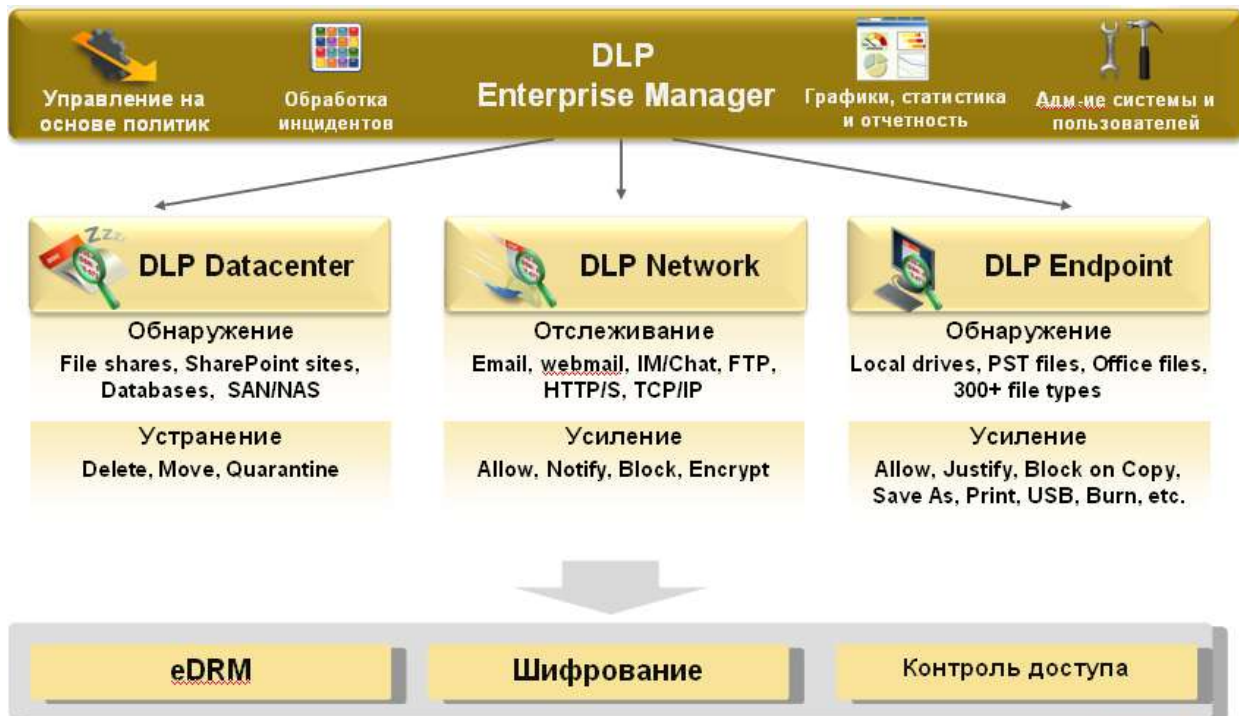 Управление на
основе политик
Обработка
инцидентов
DLP
Enterprise Manager
Графики, статистика
и отчетность
Адм-ие системы и
пользователей
DLP Datacenter
Обнаружение
File shares, SharePoint sites,
Databases, SAN/NAS
Устранение
Delete, Move, Quarantine
DLP Network
Отслеживание
Email, webmail, IM/Chat, FTP,
HTTP/S, TCP/IP
Усиление
Allow, Notify, Block, Encrypt
DLP Endpoint
Обнаружение
Local drives, PST files, Office files,
300+ file types
Усиление
Allow, Justify, Block on Copy,
Save As, Print, USB, Burn, etc.
eDRM
Шифрование
Контроль доступа